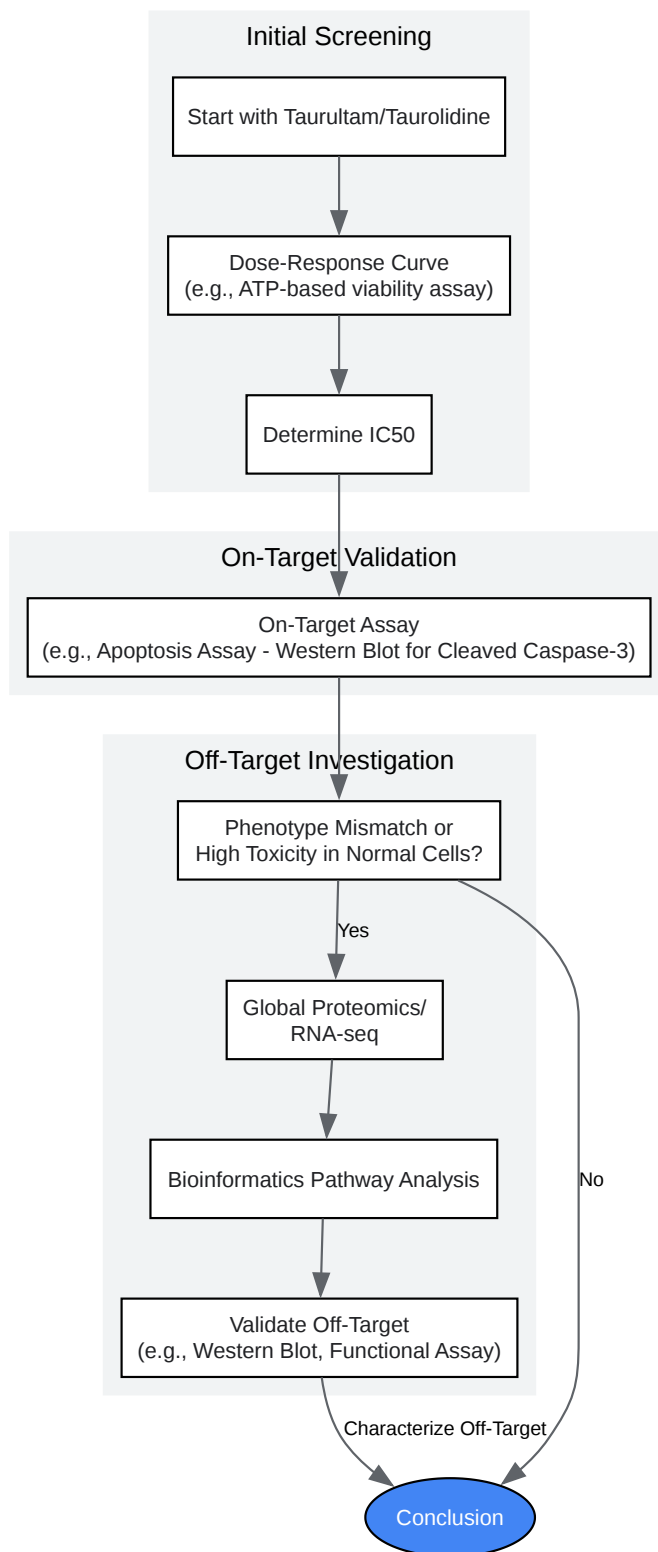 Initial Screening
Start with Taurultam/Taurolidine
Dose-Response Curve
(e.g., ATP-based viability assay)
Determine IC50
On-Target Validation
On-Target Assay
(e.g., Apoptosis Assay - Western Blot for Cleaved Caspase-3)
Off-Target Investigation
Phenotype Mismatch or
High Toxicity in Normal Cells?
Yes
Global Proteomics/
RNA-seq
Bioinformatics Pathway Analysis
No
Validate Off-Target
(e.g., Western Blot, Functional Assay)
Characterize Off-Target
Conclusion